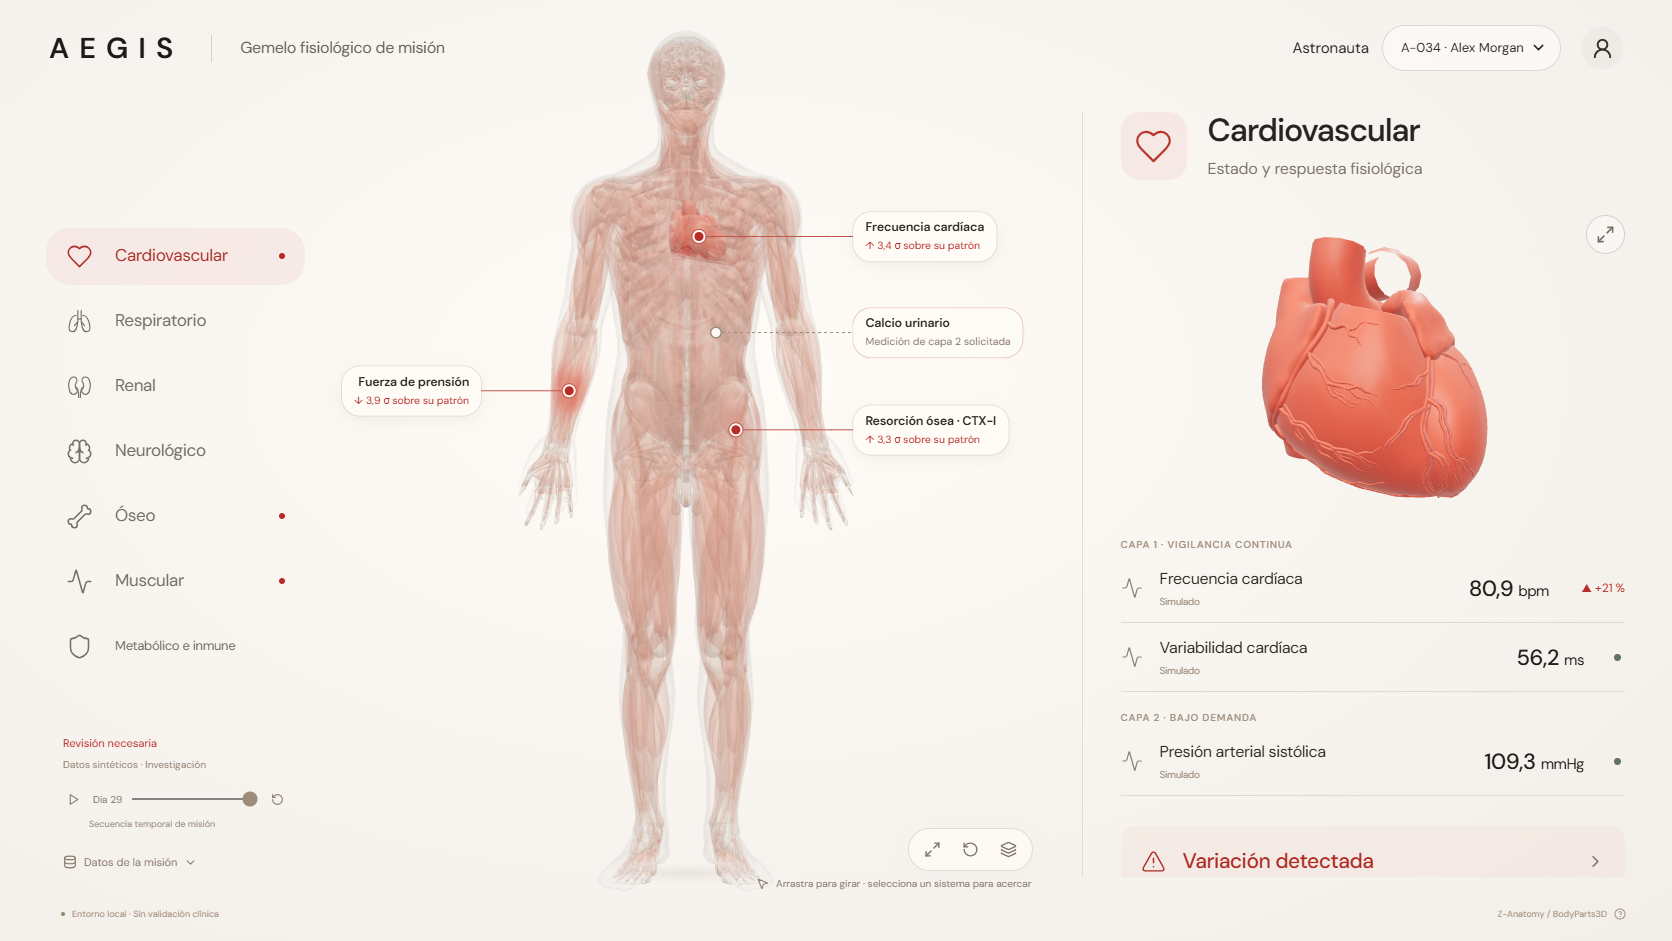 AEGIS
Gemelo fisiológico de misión
Astronauta
A-034 · Alex Morgan
Cardiovascular
Respiratorio
Renal
Neurológico
Óseo
Muscular
Metabólico e inmune
Revisión necesaria
Datos sintéticos · Investigación
Día 29
Secuencia temporal de misión
Datos de la misión
Entorno local · Sin validación clínica
Frecuencia cardíaca
↑ 3,4 σ sobre su patrón
Calcio urinario
Medición de capa 2 solicitada
Fuerza de prensión
↓ 3,9 σ sobre su patrón
Resorción ósea · CTX-I
↑ 3,3 σ sobre su patrón
Arrastra para girar · selecciona un sistema para acercar
Cardiovascular
Estado y respuesta fisiológica
CAPA 1 · VIGILANCIA CONTINUA
Frecuencia cardíaca
80,9 bpm
▲ +21 %
Simulado
Variabilidad cardíaca
56,2 ms
Simulado
CAPA 2 · BAJO DEMANDA
Presión arterial sistólica
109,3 mmHg
Simulado
Variación detectada
Z-Anatomy / BodyParts3D